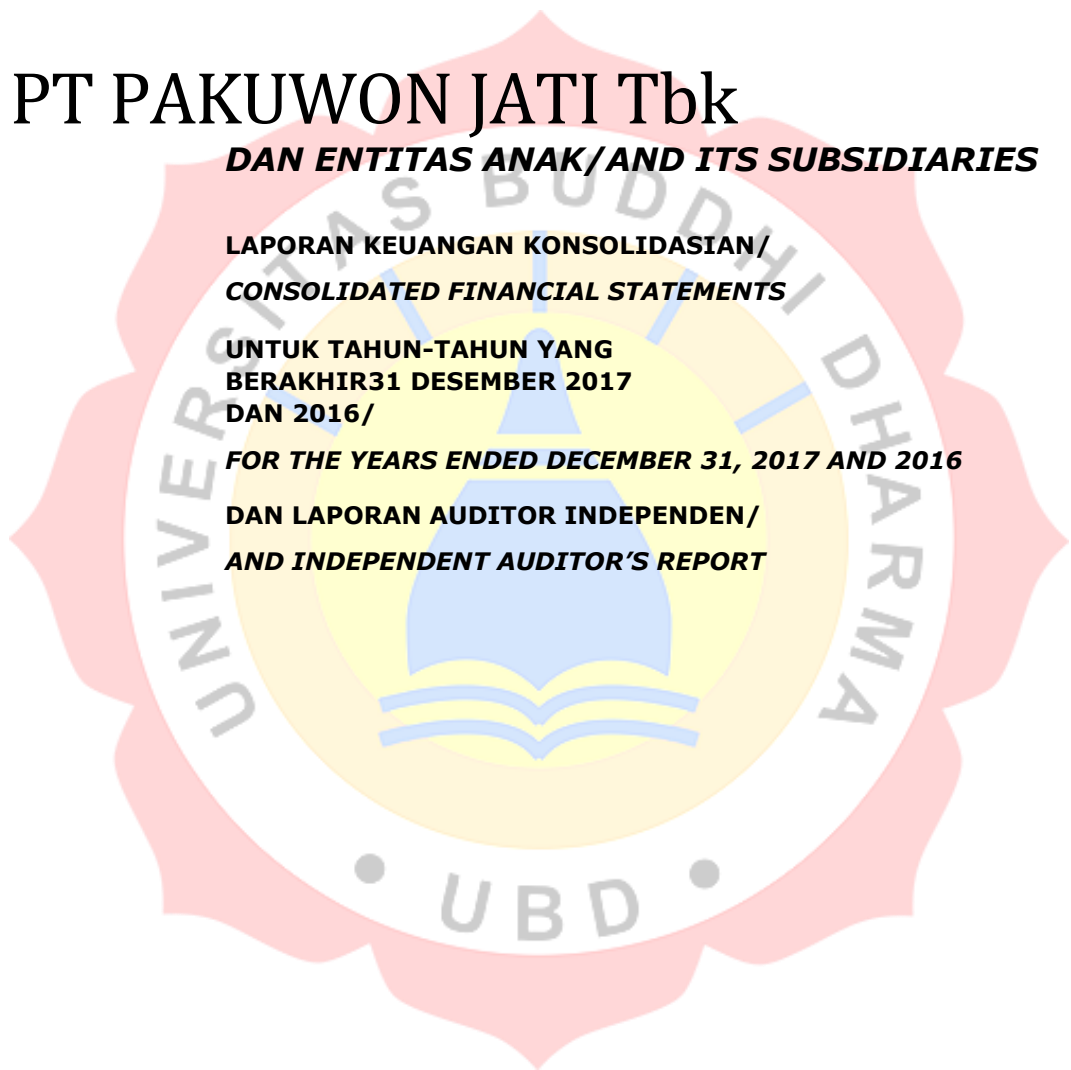 PT PAKUWON JATI Tbk
DAN ENTITAS ANAK/AND ITS SUBSIDIARIES
LAPORAN KEUANGAN KONSOLIDASIAN/
CONSOLIDATED FINANCIAL STATEMENTS
UNTUK TAHUN-TAHUN YANG
BERAKHIR31 DESEMBER 2017
DAN 2016/
FOR THE YEARS ENDED DECEMBER 31, 2017 AND 2016
DAN LAPORAN AUDITOR INDEPENDEN/
AND INDEPENDENT AUDITOR’S REPORT
UNIVERSITAS BUDDHI DHARMA
• UBD •